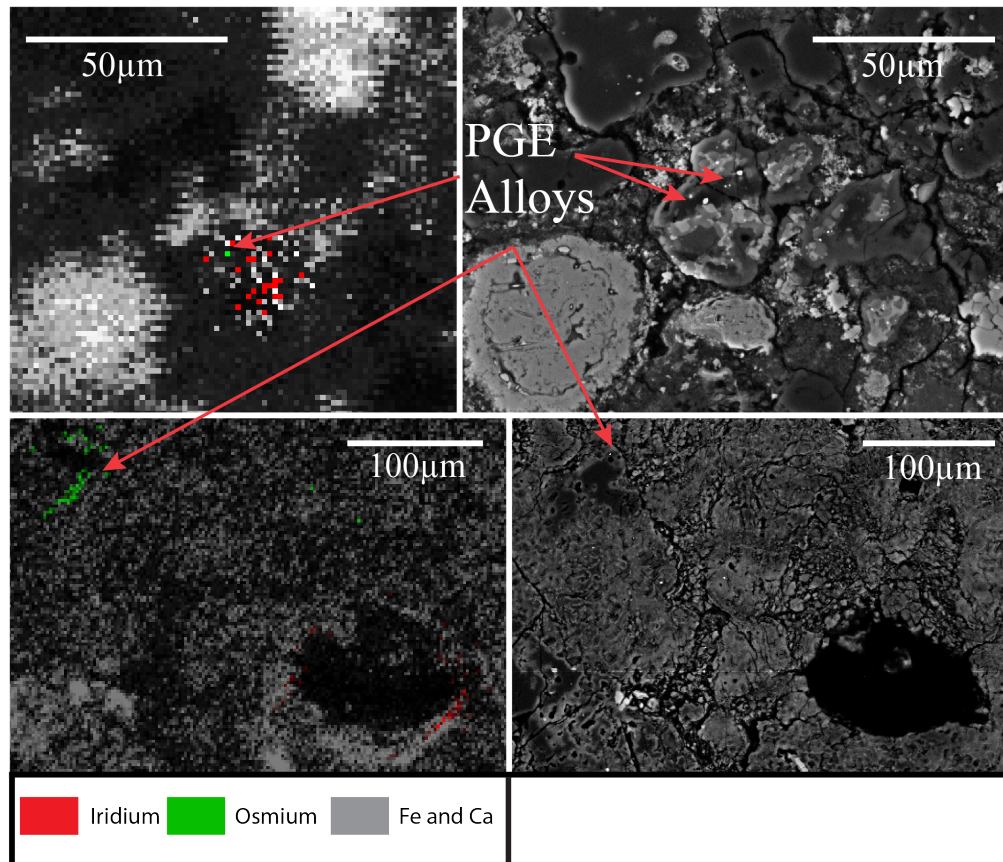 50µm
50µm
PGE
Alloys
100µm
100µm
Iridium
Osmium
Fe and Ca